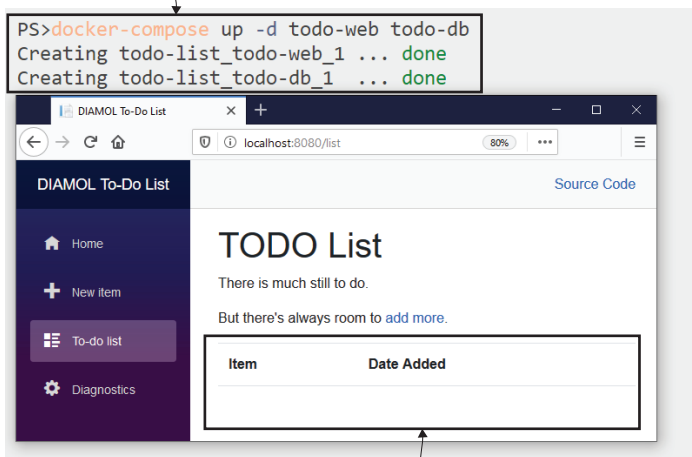 PS>docker-compose up -d todo-web todo-db
Creating todo-list_todo-web_1 ... done
Creating todo-list_todo-db_1 ... done
DIAMOL To-Do List
localhost:8080/list
80%
DIAMOL To-Do List
Source Code
Home
New item
To-do list
Diagnostics
TODO List
There is much still to do.
But there's always room to add more.
Item Date Added